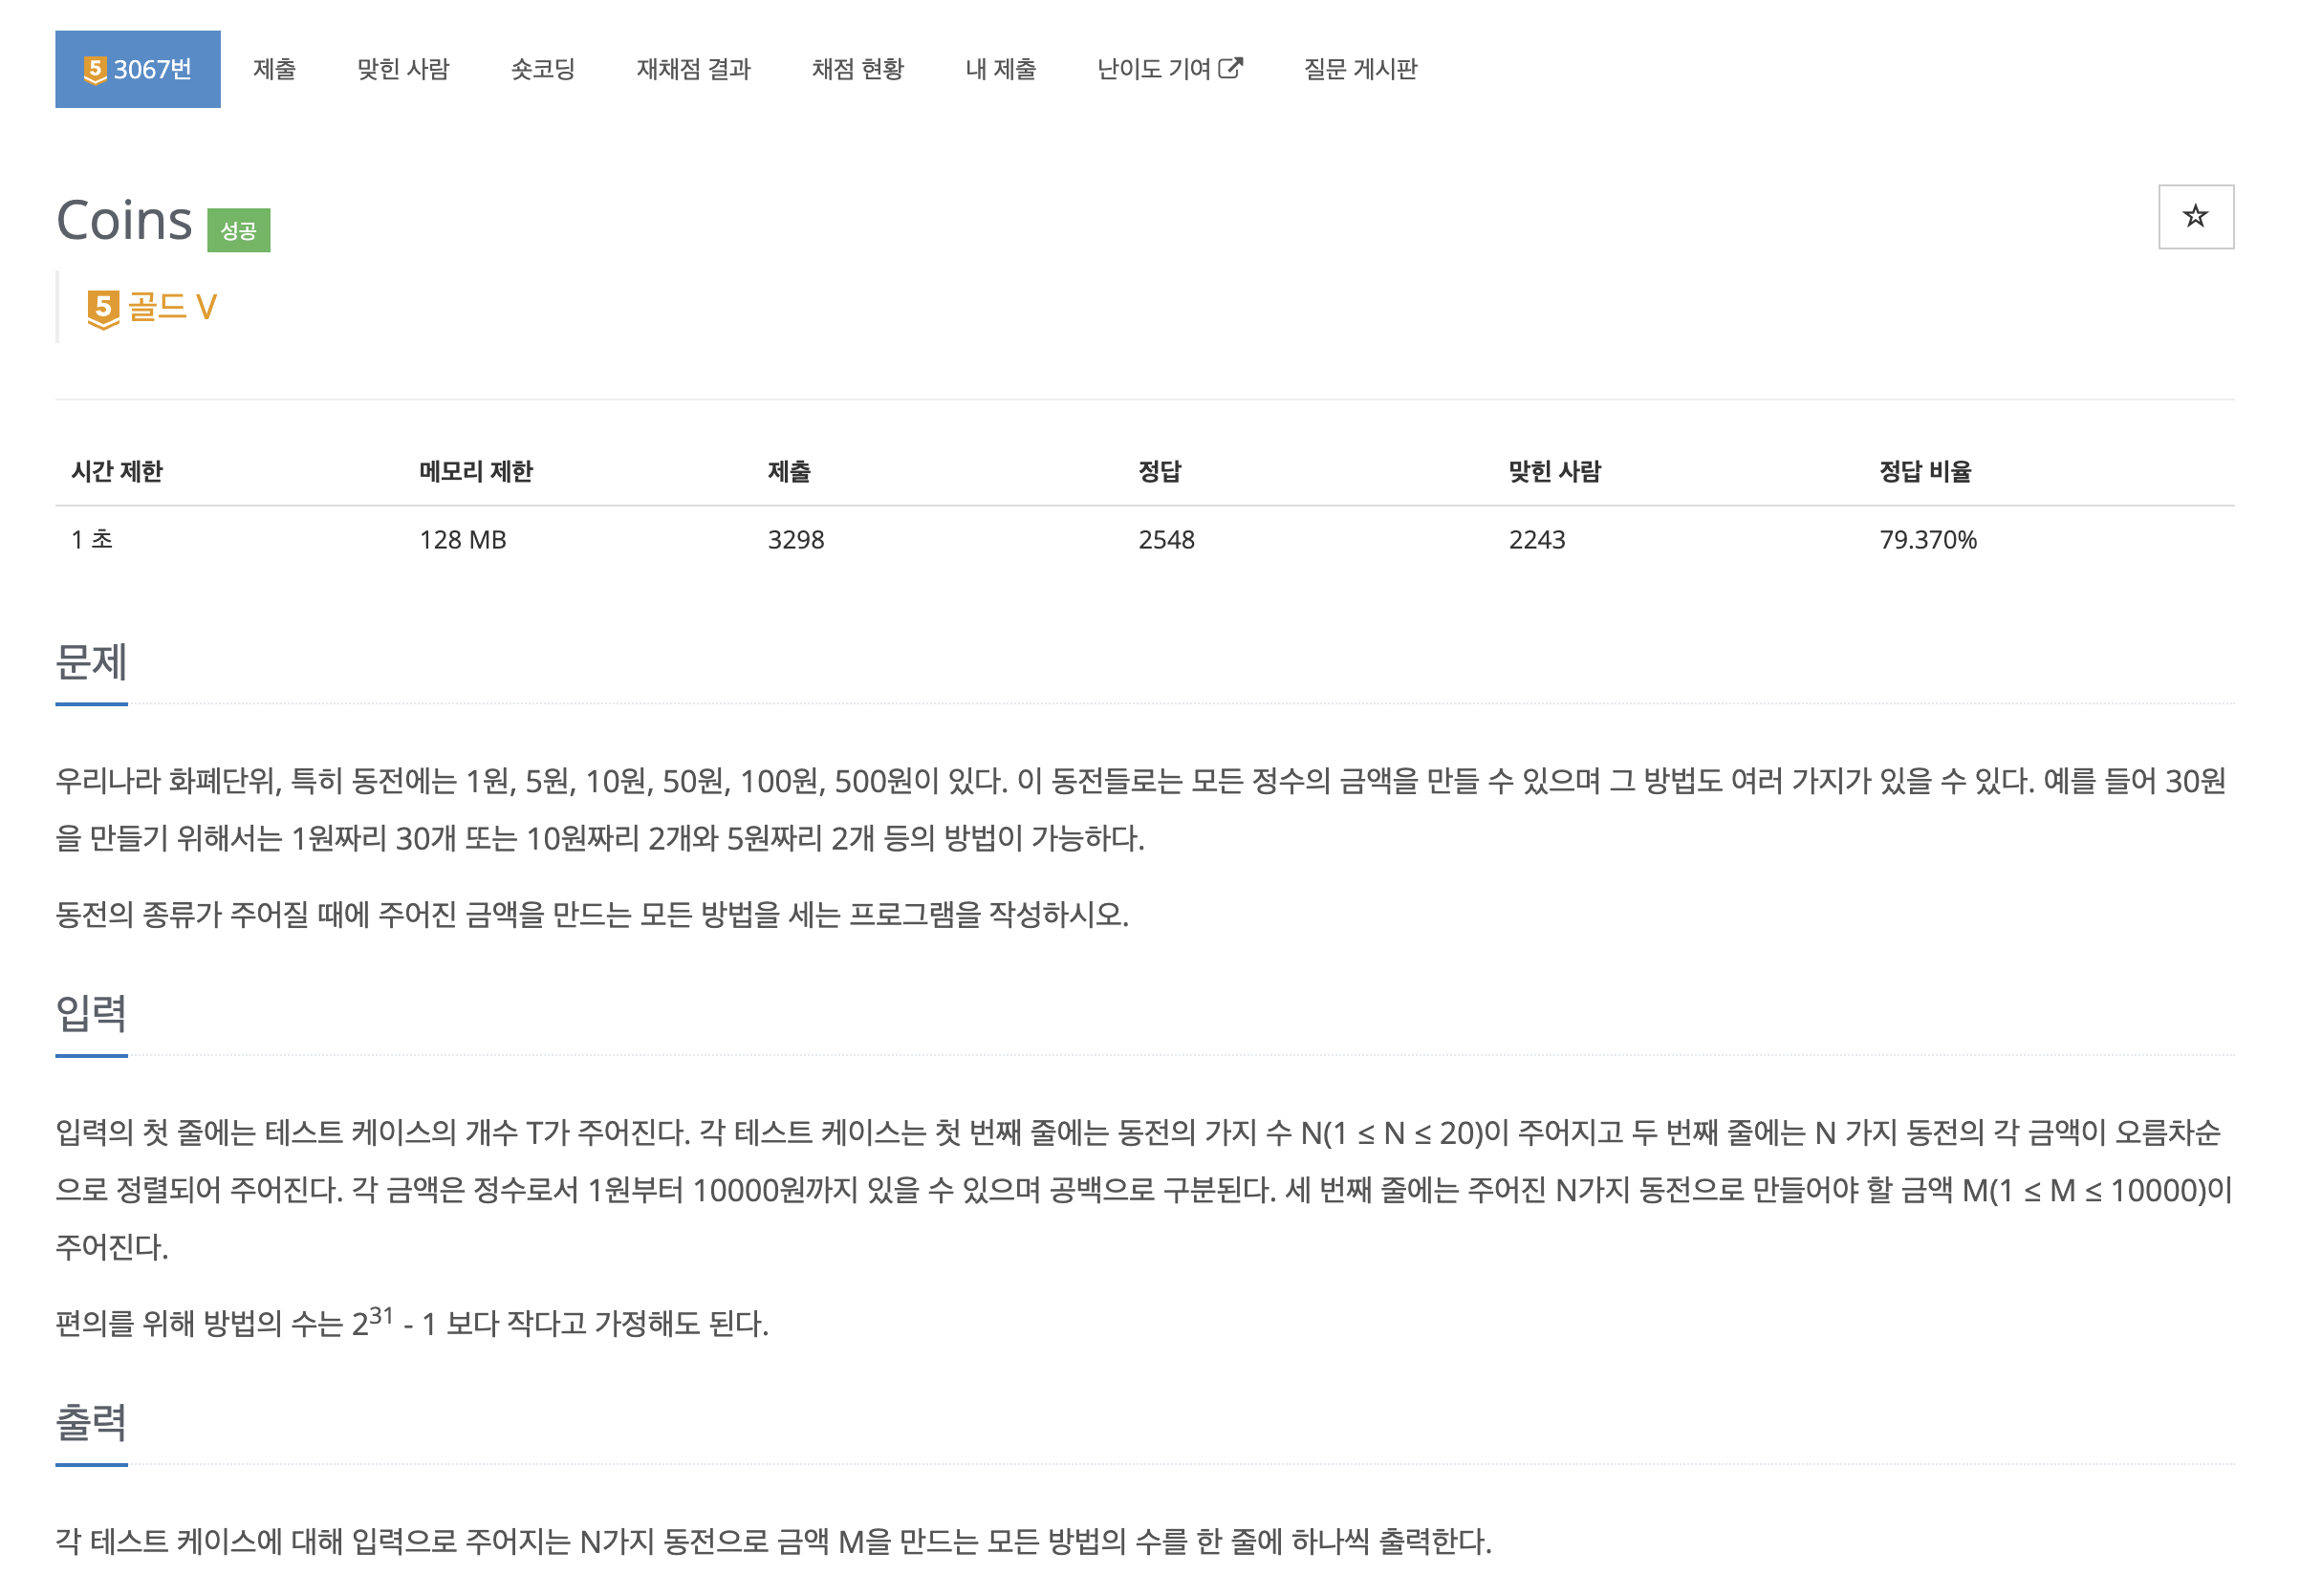 5 3067번 제출 맞힌 사람 숏코딩 재채점 결과 채점 현황 내 제출 난이도 기여 질문 게시판
Coins 성공
5 골드 V
시간 제한 메모리 제한 제출 정답 맞힌 사람 정답 비율
1 초 128 MB 3298 2548 2243 79.370%
문제
우리나라 화폐단위, 특히 동전에는 1원, 5원, 10원, 50원, 100원, 500원이 있다. 이 동전들로는 모든 정수의 금액을 만들 수 있으며 그 방법도 여러 가지가 있을 수 있다. 예를 들어 30원
을 만들기 위해서는 1원짜리 30개 또는 10원짜리 2개와 5원짜리 2개 등의 방법이 가능하다.
동전의 종류가 주어질 때에 주어진 금액을 만드는 모든 방법을 세는 프로그램을 작성하시오.
입력
입력의 첫 줄에는 테스트 케이스의 개수 T가 주어진다. 각 테스트 케이스는 첫 번째 줄에는 동전의 가지 수 N(1 ≤ N ≤ 20)이 주어지고 두 번째 줄에는 N 가지 동전의 각 금액이 오름차순
으로 정렬되어 주어진다. 각 금액은 정수로서 1원부터 10000원까지 있을 수 있으며 공백으로 구분된다. 세 번째 줄에는 주어진 N가지 동전으로 만들어야 할 금액 M(1 ≤ M ≤ 10000)이
주어진다.
편의를 위해 방법의 수는 2³¹ - 1 보다 작다고 가정해도 된다.
출력
각 테스트 케이스에 대해 입력으로 주어지는 N가지 동전으로 금액 M을 만드는 모든 방법의 수를 한 줄에 하나씩 출력한다.